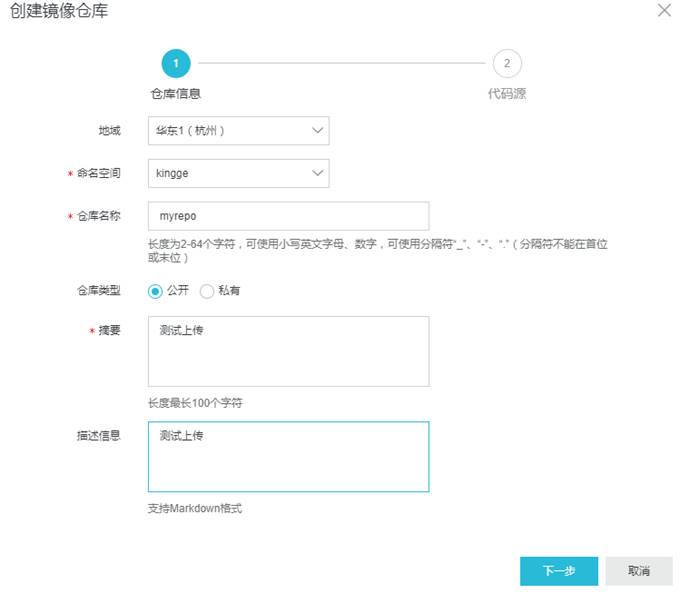 创建镜像仓库
1
2
仓库信息
代码源
地域
华东1（杭州）
* 命名空间
kingge
* 仓库名称
myrepo
长度为2-64个字符，可使用小写英文字母、数字，可使用分隔符“_”、“-”、“.”（分隔符不能在首位
或末位）
仓库类型
公开
私有
* 摘要
测试上传
长度最长100个字符
描述信息
测试上传
支持Markdown格式
下一步
取消